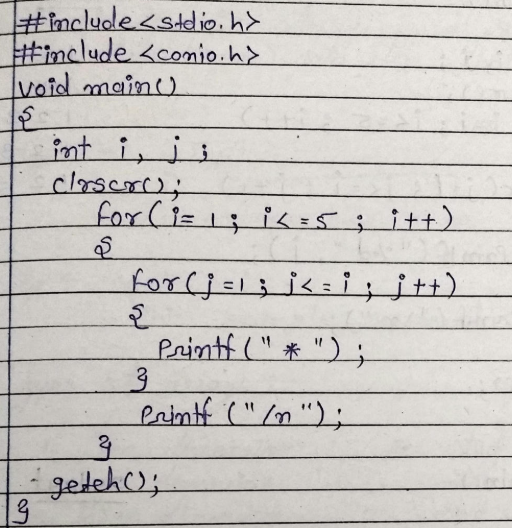 #include<stdio.h>
#include <conio.h>
void main()
{
int i, j ;
clrscr();
for( i= 1 ; i<=5 ; i++)
{
for(j=1 ; j<= i ; j++)
{
printf(" * ") ;
}
printf ("/n");
}
getch();
}